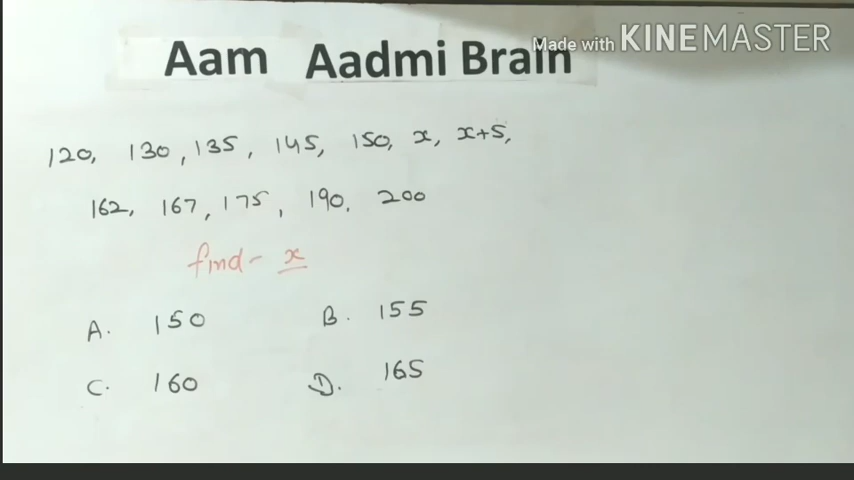 Aam Aadmi Brain
Made with KINEMASTER
120, 130, 135, 145, 150, x, x+5,
162, 167, 175, 190, 200
find- x
A. 150 B. 155
C. 160 D. 165